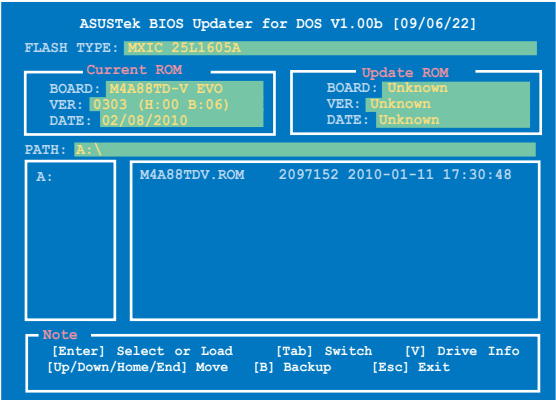 ASUSTek BIOS Updater for DOS V1.00b [09/06/22]
FLASH TYPE: MXIC 25L1605A
Current ROM
BOARD: M4A88TD-V EVO
VER: 0303 (H:00 B:06)
DATE: 02/08/2010
Update ROM
BOARD: Unknown
VER: Unknown
DATE: Unknown
PATH: A:\
A:
M4A88TDV.ROM 2097152 2010-01-11 17:30:48
Note
[Enter] Select or Load [Tab] Switch [V] Drive Info
[Up/Down/Home/End] Move [B] Backup [Esc] Exit